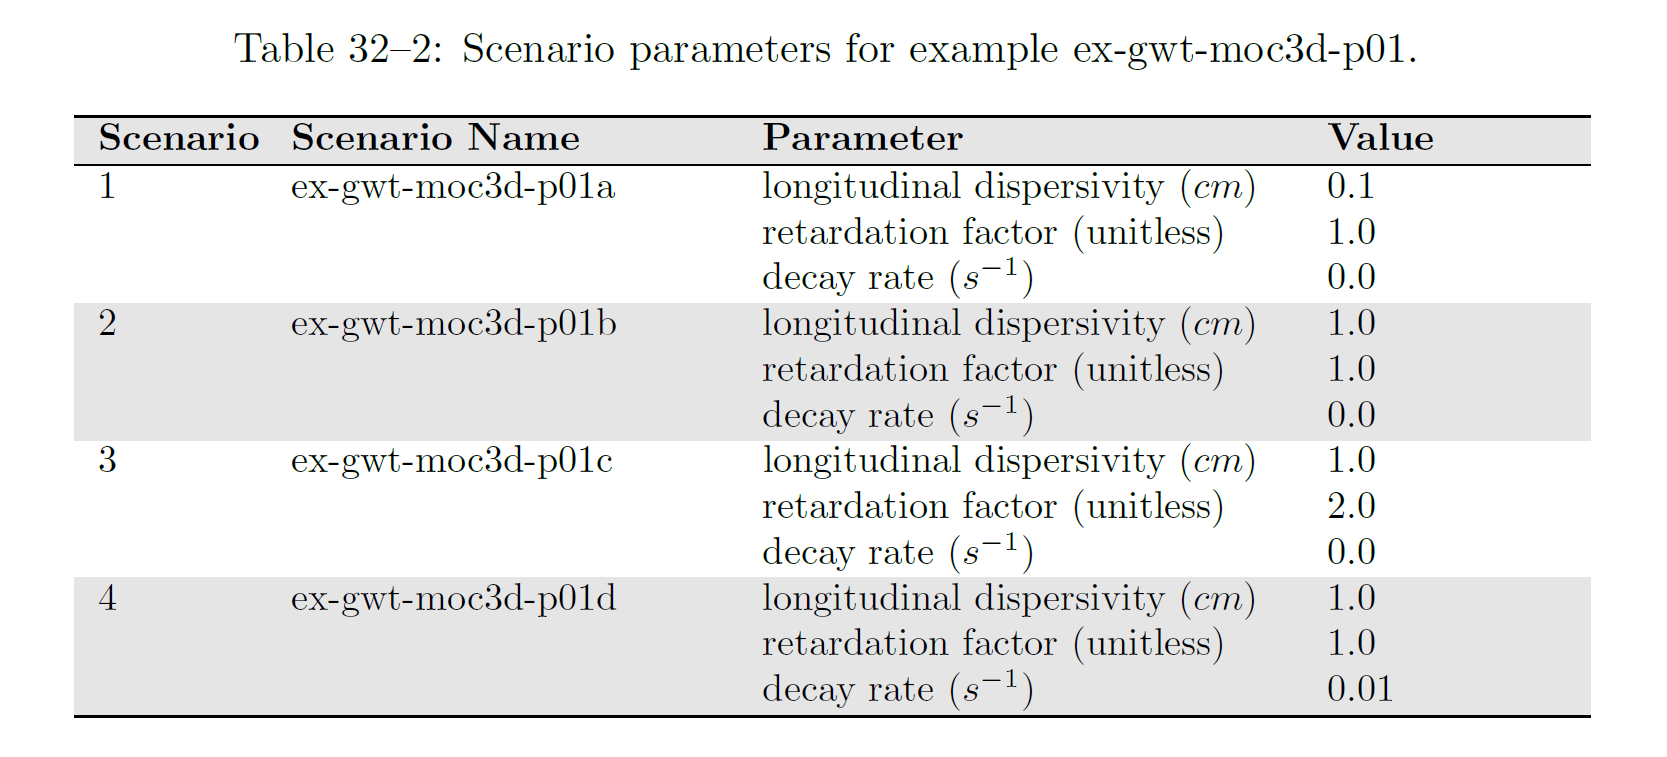 Table 32–2: Scenario parameters for example ex-gwt-moc3d-p01.
Scenario Scenario Name Parameter Value
1 ex-gwt-moc3d-p01a longitudinal dispersivity (cm) 0.1
retardation factor (unitless) 1.0
decay rate (s⁻¹) 0.0
2 ex-gwt-moc3d-p01b longitudinal dispersivity (cm) 1.0
retardation factor (unitless) 1.0
decay rate (s⁻¹) 0.0
3 ex-gwt-moc3d-p01c longitudinal dispersivity (cm) 1.0
retardation factor (unitless) 2.0
decay rate (s⁻¹) 0.0
4 ex-gwt-moc3d-p01d longitudinal dispersivity (cm) 1.0
retardation factor (unitless) 1.0
decay rate (s⁻¹) 0.01